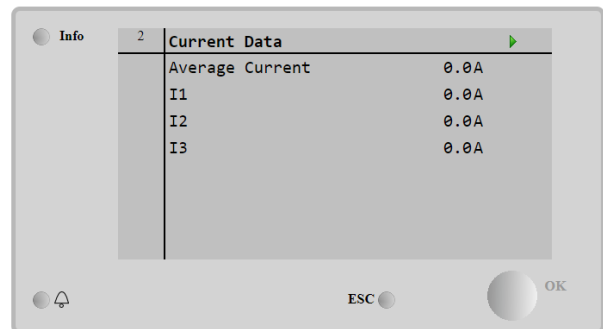 Info
2 Current Data
Average Current 0.0A
I1 0.0A
I2 0.0A
I3 0.0A
ESC
OK